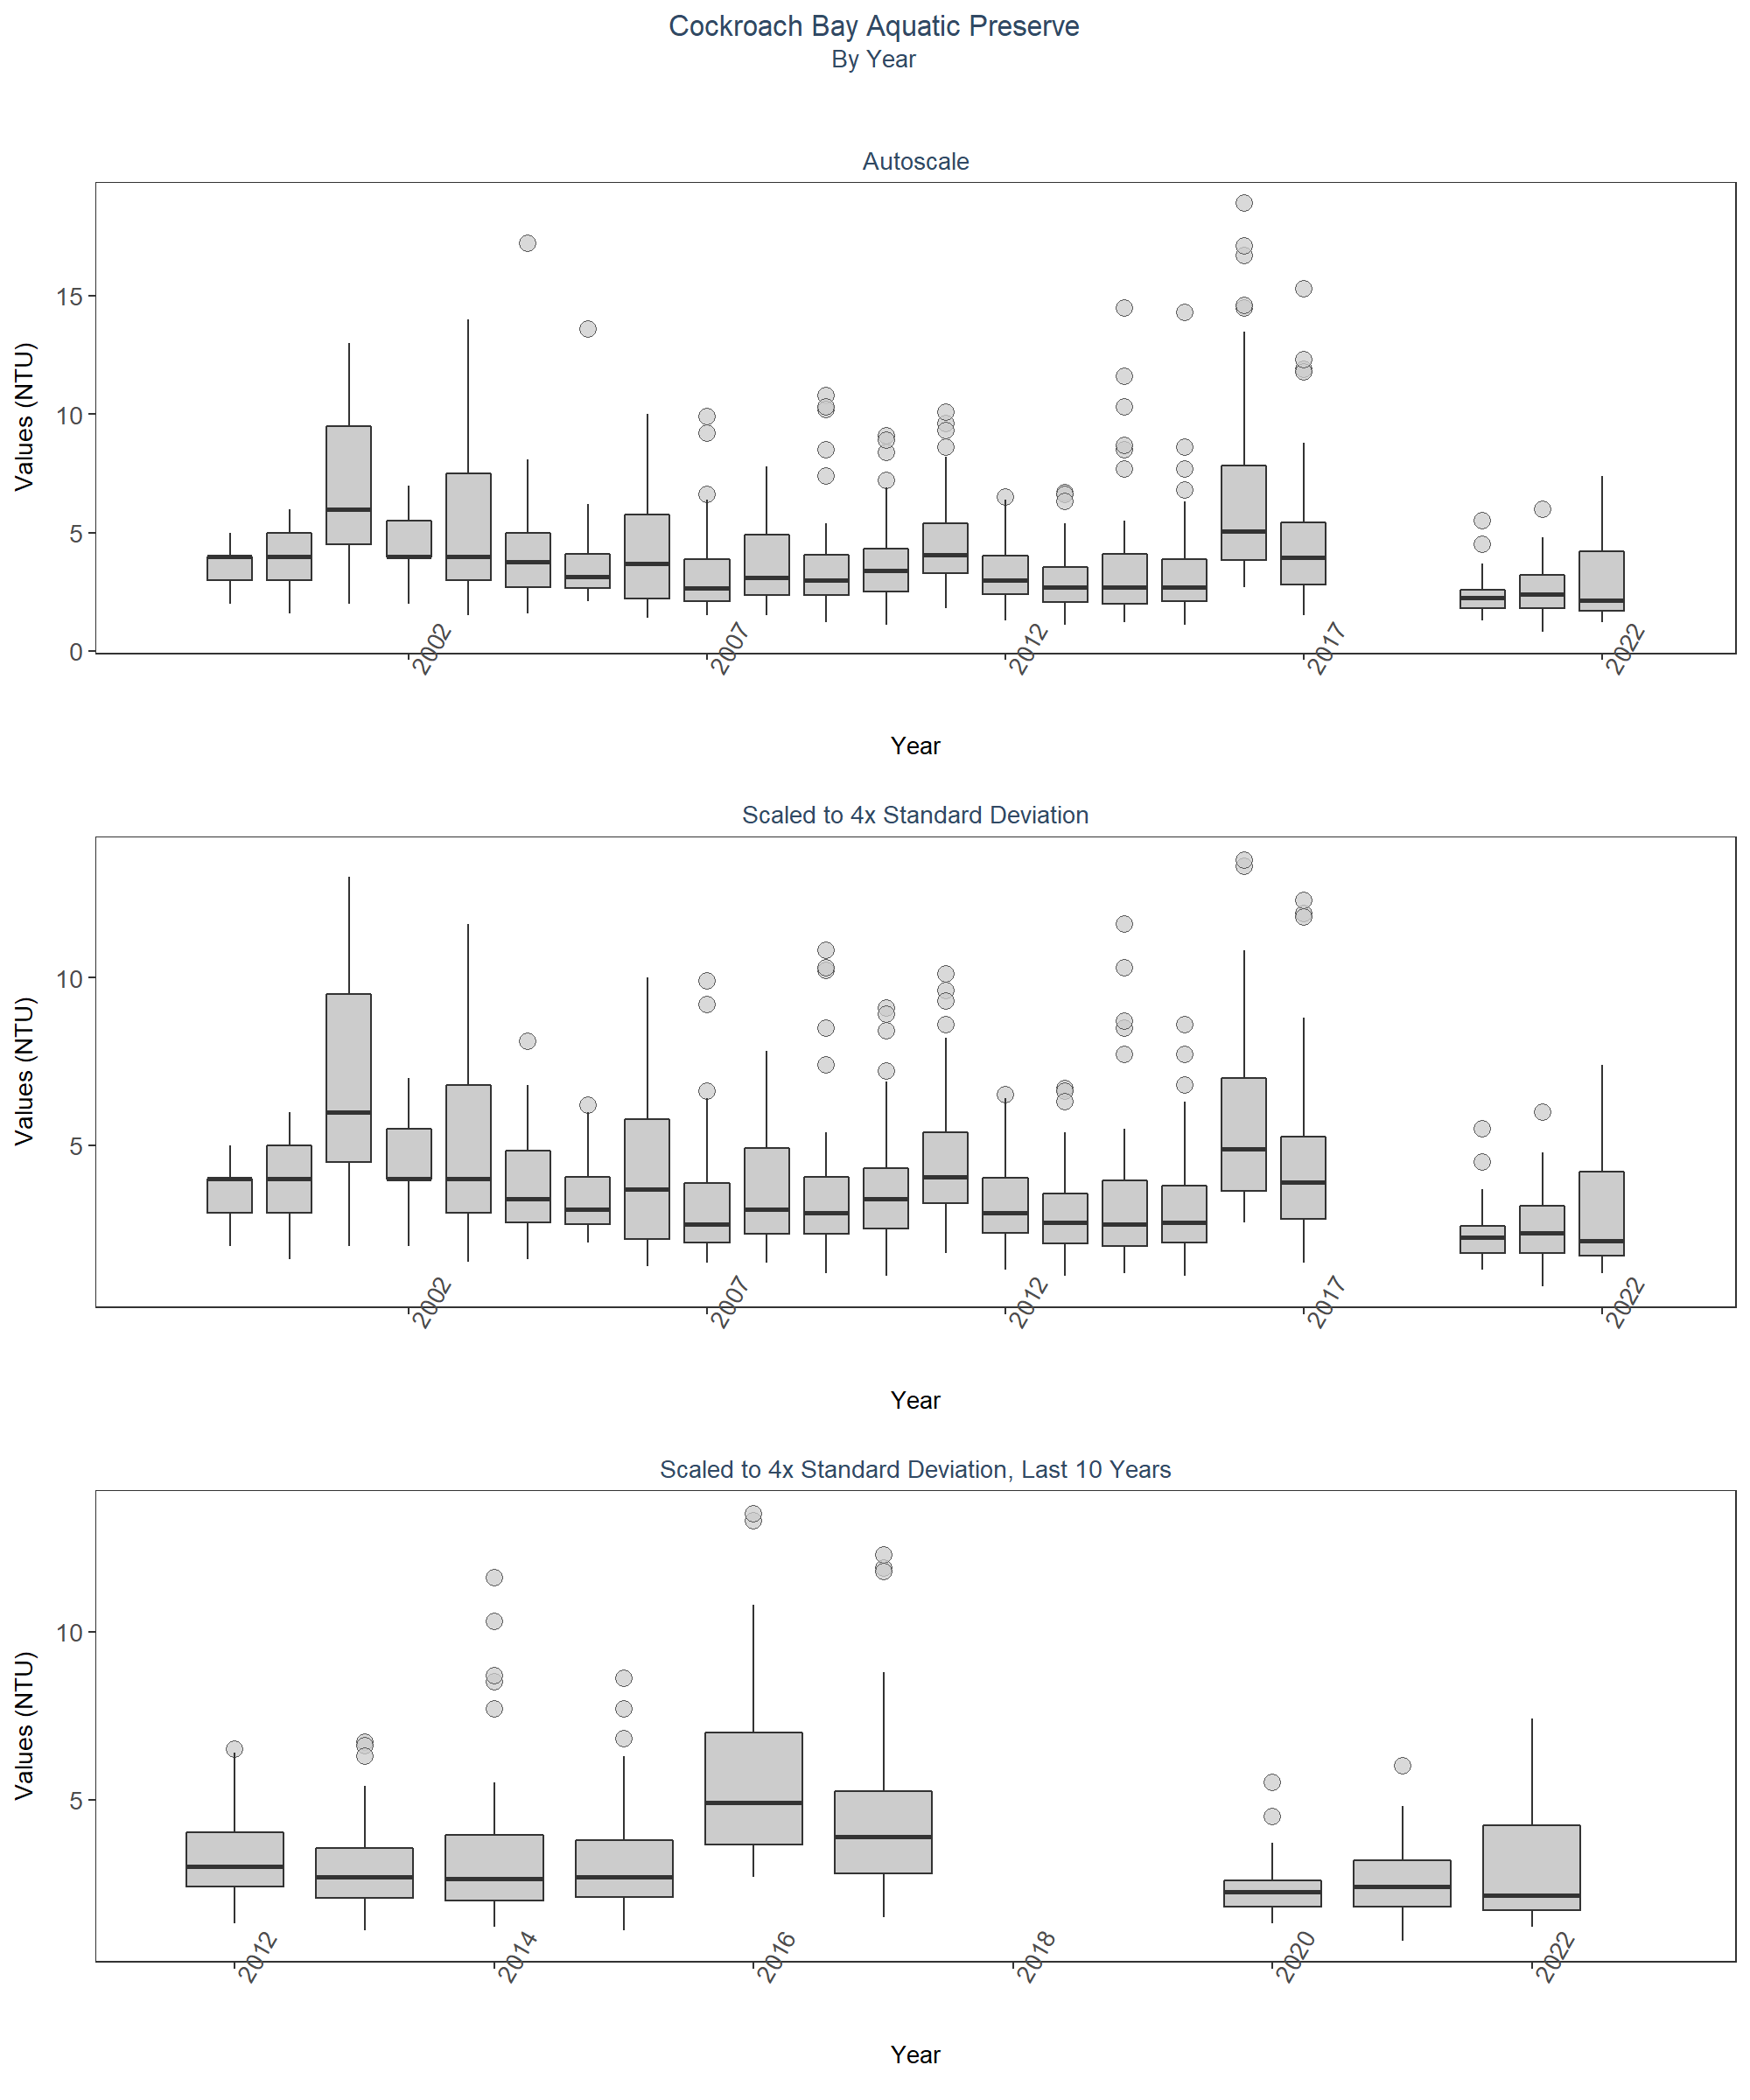 Cockroach Bay Aquatic Preserve
By Year
Autoscale
Values (NTU)
15
10
5
0
2002
2007
2012
2017
2022
Year
Scaled to 4x Standard Deviation
Values (NTU)
10
5
2002
2007
2012
2017
2022
Year
Scaled to 4x Standard Deviation, Last 10 Years
Values (NTU)
10
5
2012
2014
2016
2018
2020
2022
Year